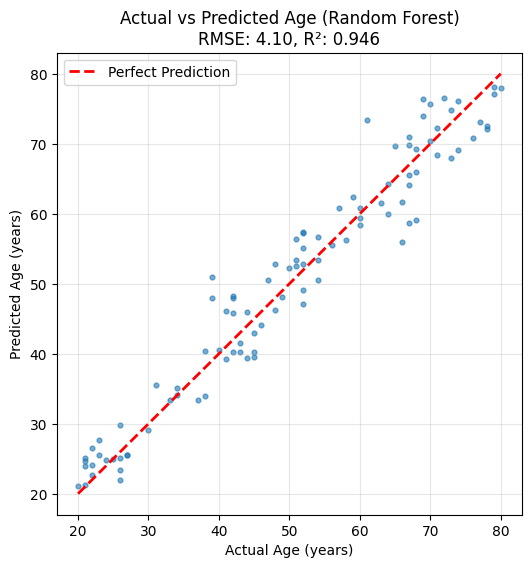 Actual vs Predicted Age (Random Forest)
RMSE: 4.10, R²: 0.946
Perfect Prediction
80
70
60
50
40
30
20
Predicted Age (years)
20 30 40 50 60 70 80
Actual Age (years)